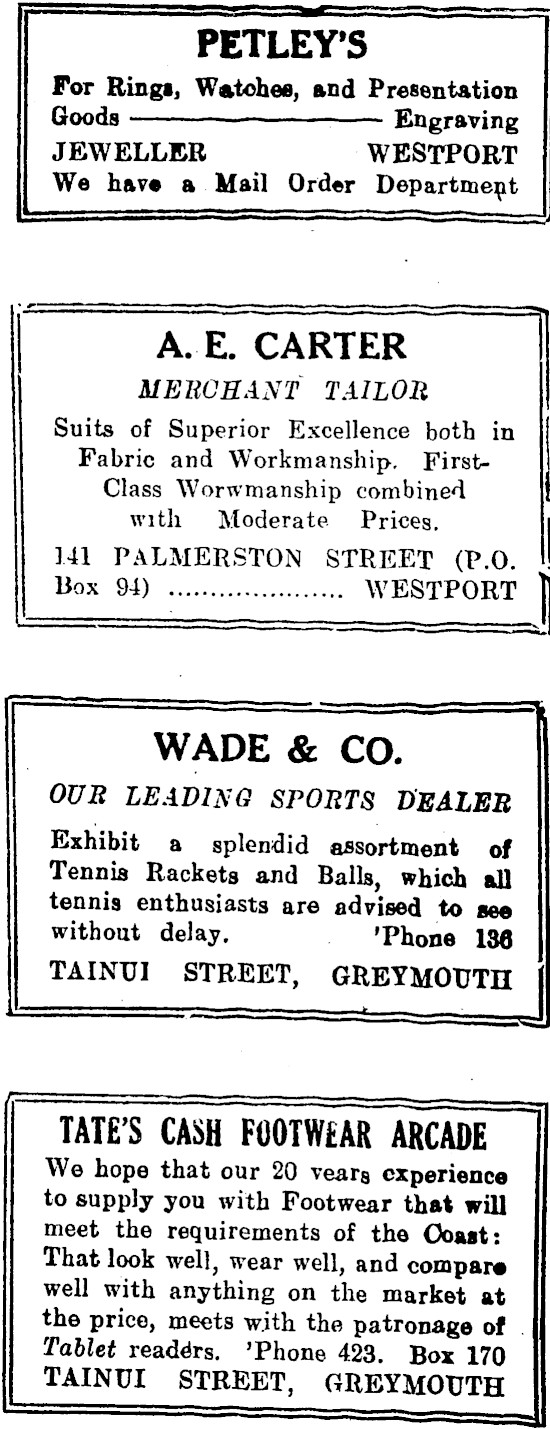 PETLEY'S
For Rings, Watches, and Presentation
Goods ———————— Engraving
JEWELLER WESTPORT
We have a Mail Order Department
A. E. CARTER
MERCHANT TAILOR
Suits of Superior Excellence both in
Fabric and Workmanship. First-
Class Worwmanship combined
with Moderate Prices.
141 PALMERSTON STREET (P.O.
Box 94) ..................... WESTPORT
WADE & CO.
OUR LEADING SPORTS DEALER
Exhibit a splendid assortment of
Tennis Rackets and Balls, which all
tennis enthusiasts are advised to see
without delay. 'Phone 136
TAINUI STREET, GREYMOUTH
TATE'S CASH FOOTWEAR ARCADE
We hope that our 20 years experience
to supply you with Footwear that will
meet the requirements of the Coast:
That look well, wear well, and compare
well with anything on the market at
the price, meets with the patronage of
Tablet readers. 'Phone 423. Box 170
TAINUI STREET, GREYMOUTH